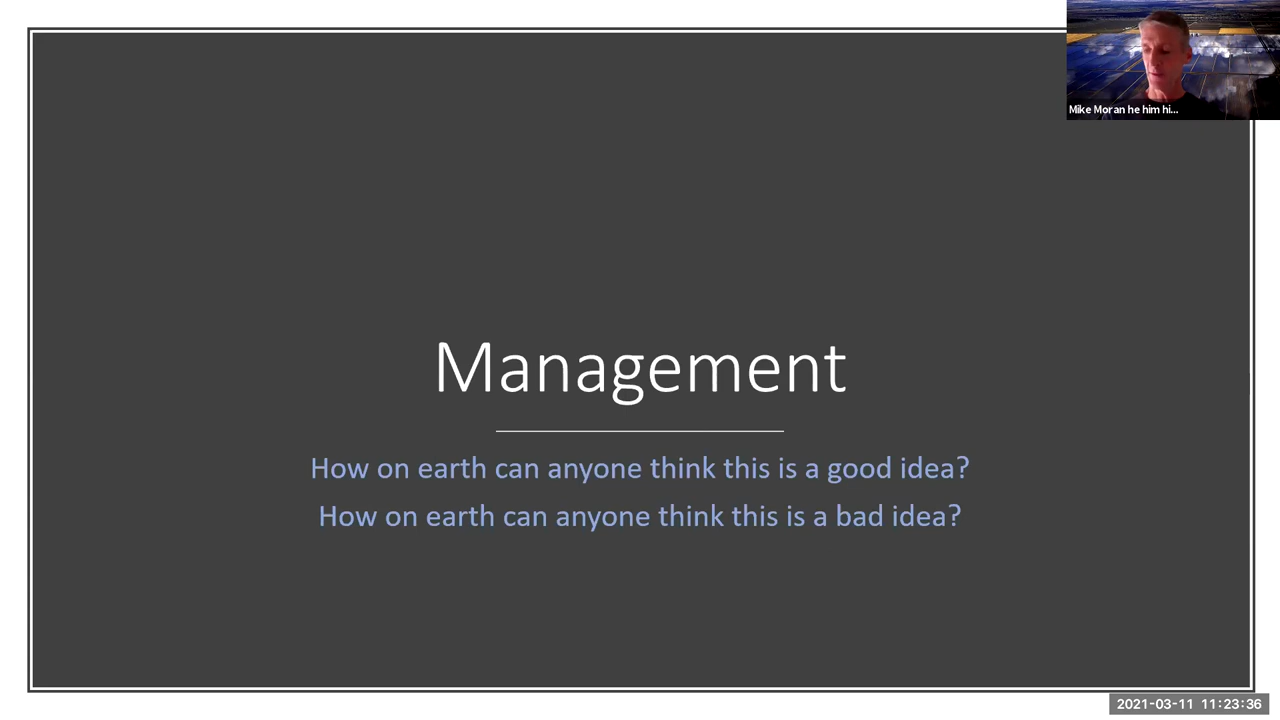 Mike Moran he him hi...
Management
How on earth can anyone think this is a good idea?
How on earth can anyone think this is a bad idea?
2021-03-11 11:23:36